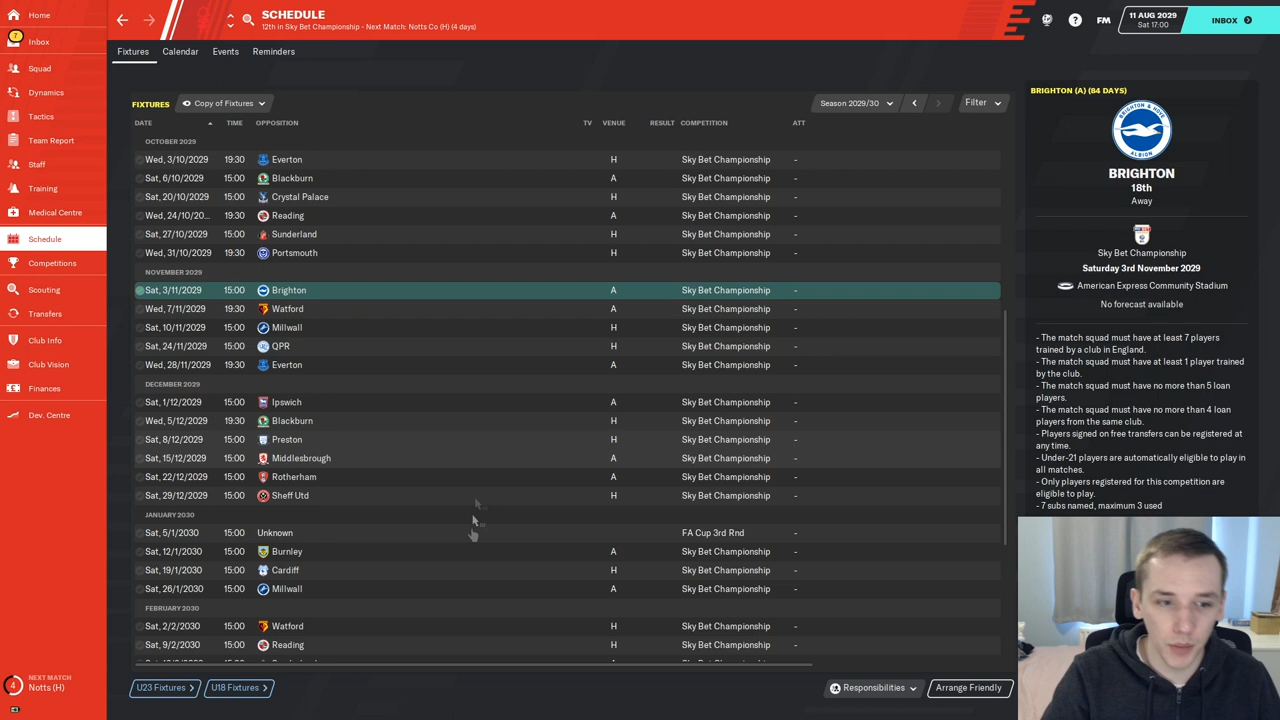 Home
SCHEDULE
12th in Sky Bet Championship - Next Match: Notts Co (H) (4 days)
FM
11 AUG 2029
Sat 17:00
INBOX
7
Inbox
Squad
Dynamics
Tactics
Team Report
Staff
Training
Medical Centre
Schedule
Competitions
Scouting
Transfers
Club Info
Club Vision
Finances
Dev. Centre
4
NEXT MATCH
Notts (H)
Fixtures Calendar Events Reminders
FIXTURES Copy of Fixtures Season 2029/30 Filter
DATE TIME OPPOSITION TV VENUE RESULT COMPETITION ATT
OCTOBER 2029
Wed, 3/10/2029 19:30 Everton H Sky Bet Championship -
Sat, 6/10/2029 15:00 Blackburn A Sky Bet Championship -
Sat, 20/10/2029 15:00 Crystal Palace H Sky Bet Championship -
Wed, 24/10/20... 19:30 Reading A Sky Bet Championship -
Sat, 27/10/2029 15:00 Sunderland H Sky Bet Championship -
Wed, 31/10/2029 19:30 Portsmouth H Sky Bet Championship -
NOVEMBER 2029
Sat, 3/11/2029 15:00 Brighton A Sky Bet Championship -
Wed, 7/11/2029 19:30 Watford A Sky Bet Championship -
Sat, 10/11/2029 15:00 Millwall H Sky Bet Championship -
Sat, 24/11/2029 15:00 QPR H Sky Bet Championship -
Wed, 28/11/2029 19:30 Everton A Sky Bet Championship -
DECEMBER 2029
Sat, 1/12/2029 15:00 Ipswich A Sky Bet Championship -
Wed, 5/12/2029 19:30 Blackburn H Sky Bet Championship -
Sat, 8/12/2029 15:00 Preston H Sky Bet Championship -
Sat, 15/12/2029 15:00 Middlesbrough A Sky Bet Championship -
Sat, 22/12/2029 15:00 Rotherham A Sky Bet Championship -
Sat, 29/12/2029 15:00 Sheff Utd H Sky Bet Championship -
JANUARY 2030
Sat, 5/1/2030 15:00 Unknown FA Cup 3rd Rnd -
Sat, 12/1/2030 15:00 Burnley A Sky Bet Championship -
Sat, 19/1/2030 15:00 Cardiff H Sky Bet Championship -
Sat, 26/1/2030 15:00 Millwall A Sky Bet Championship -
FEBRUARY 2030
Sat, 2/2/2030 15:00 Watford H Sky Bet Championship -
Sat, 9/2/2030 15:00 Reading H Sky Bet Championship -
U23 Fixtures U18 Fixtures Responsibilities Arrange Friendly
BRIGHTON (A) (84 DAYS)
BRIGHTON
18th
Away
Sky Bet Championship
Saturday 3rd November 2029
American Express Community Stadium
No forecast available
- The match squad must have at least 7 players
trained by a club in England.
- The match squad must have at least 1 player trained
by the club.
- The match squad must have no more than 5 loan
players.
- The match squad must have no more than 4 loan
players from the same club.
- Players signed on free transfers can be registered at
any time.
- Under-21 players are automatically eligible to play in
all matches.
- Only players registered for this competition are
eligible to play.
- 7 subs named, maximum 3 used